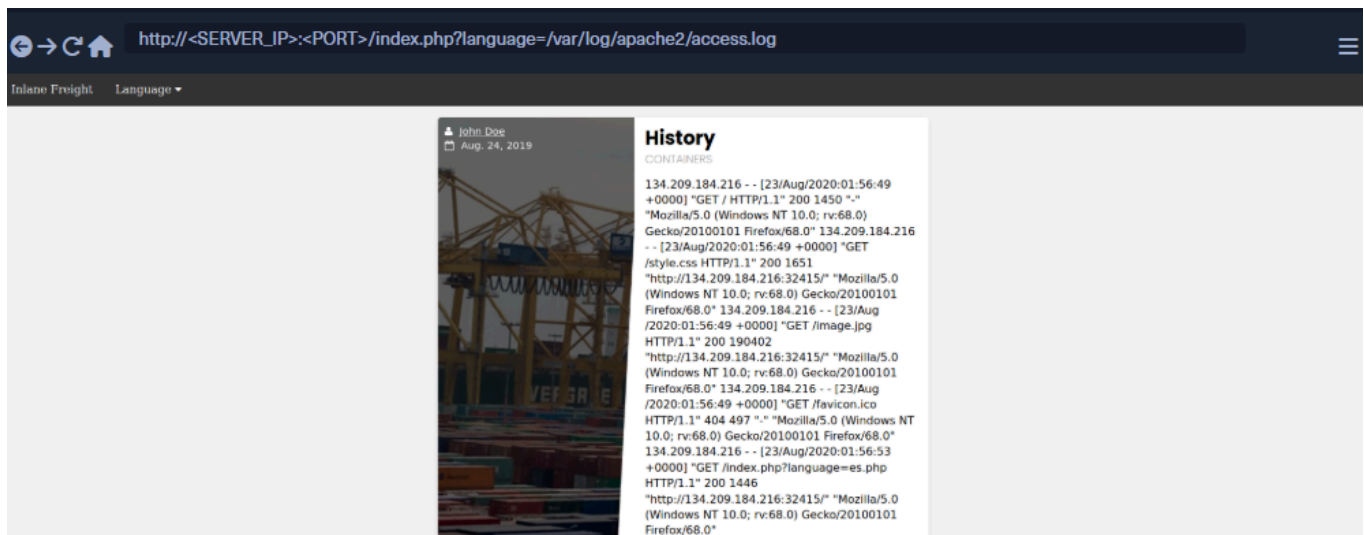 http://<SERVER_IP>:<PORT>/index.php?language=/var/log/apache2/access.log
Inlane Freight Language
John Doe
Aug. 24, 2019
History
CONTAINERS
134.209.184.216 - - [23/Aug/2020:01:56:49
+0000] "GET / HTTP/1.1" 200 1450 "-"
"Mozilla/5.0 (Windows NT 10.0; rv:68.0)
Gecko/20100101 Firefox/68.0" 134.209.184.216
- - [23/Aug/2020:01:56:49 +0000] "GET
/style.css HTTP/1.1" 200 1651
"http://134.209.184.216:32415/" "Mozilla/5.0
(Windows NT 10.0; rv:68.0) Gecko/20100101
Firefox/68.0" 134.209.184.216 - - [23/Aug
/2020:01:56:49 +0000] "GET /image.jpg
HTTP/1.1" 200 190402
"http://134.209.184.216:32415/" "Mozilla/5.0
(Windows NT 10.0; rv:68.0) Gecko/20100101
Firefox/68.0" 134.209.184.216 - - [23/Aug
/2020:01:56:49 +0000] "GET /favicon.ico
HTTP/1.1" 404 497 "-" "Mozilla/5.0 (Windows NT
10.0; rv:68.0) Gecko/20100101 Firefox/68.0"
134.209.184.216 - - [23/Aug/2020:01:56:53
+0000] "GET /index.php?language=es.php
HTTP/1.1" 200 1446
"http://134.209.184.216:32415/" "Mozilla/5.0
(Windows NT 10.0; rv:68.0) Gecko/20100101
Firefox/68.0"